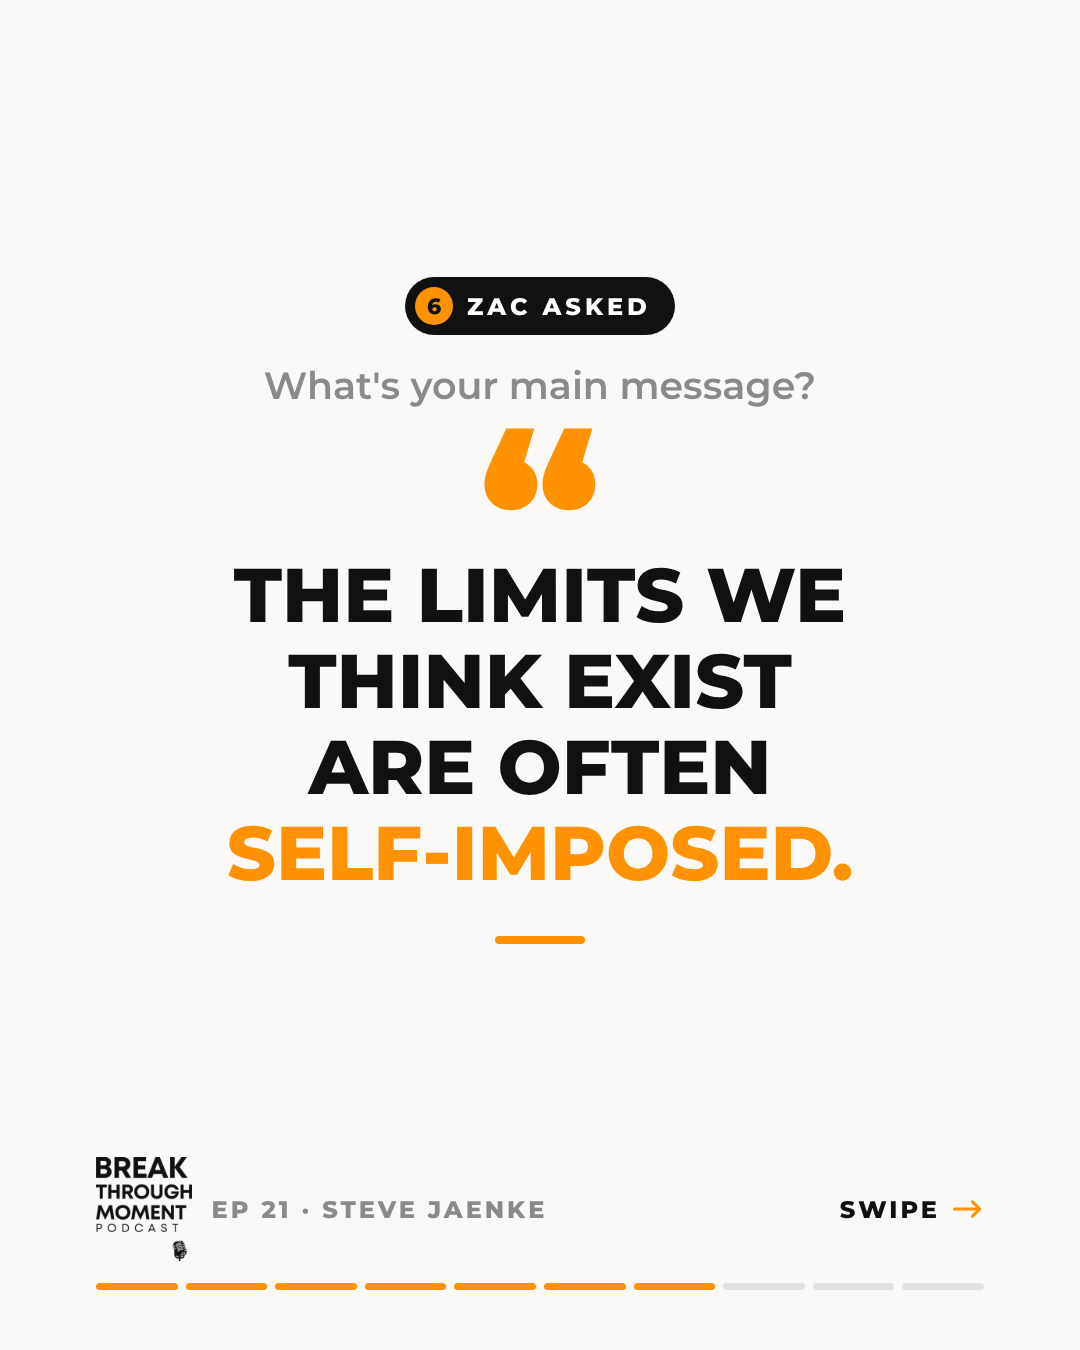 6 ZAC ASKED
What's your main message?
“
THE LIMITS WE
THINK EXIST
ARE OFTEN
SELF-IMPOSED.
BREAK
THROUGH
MOMENT
PODCAST
EP 21 · STEVE JAENKE
SWIPE →